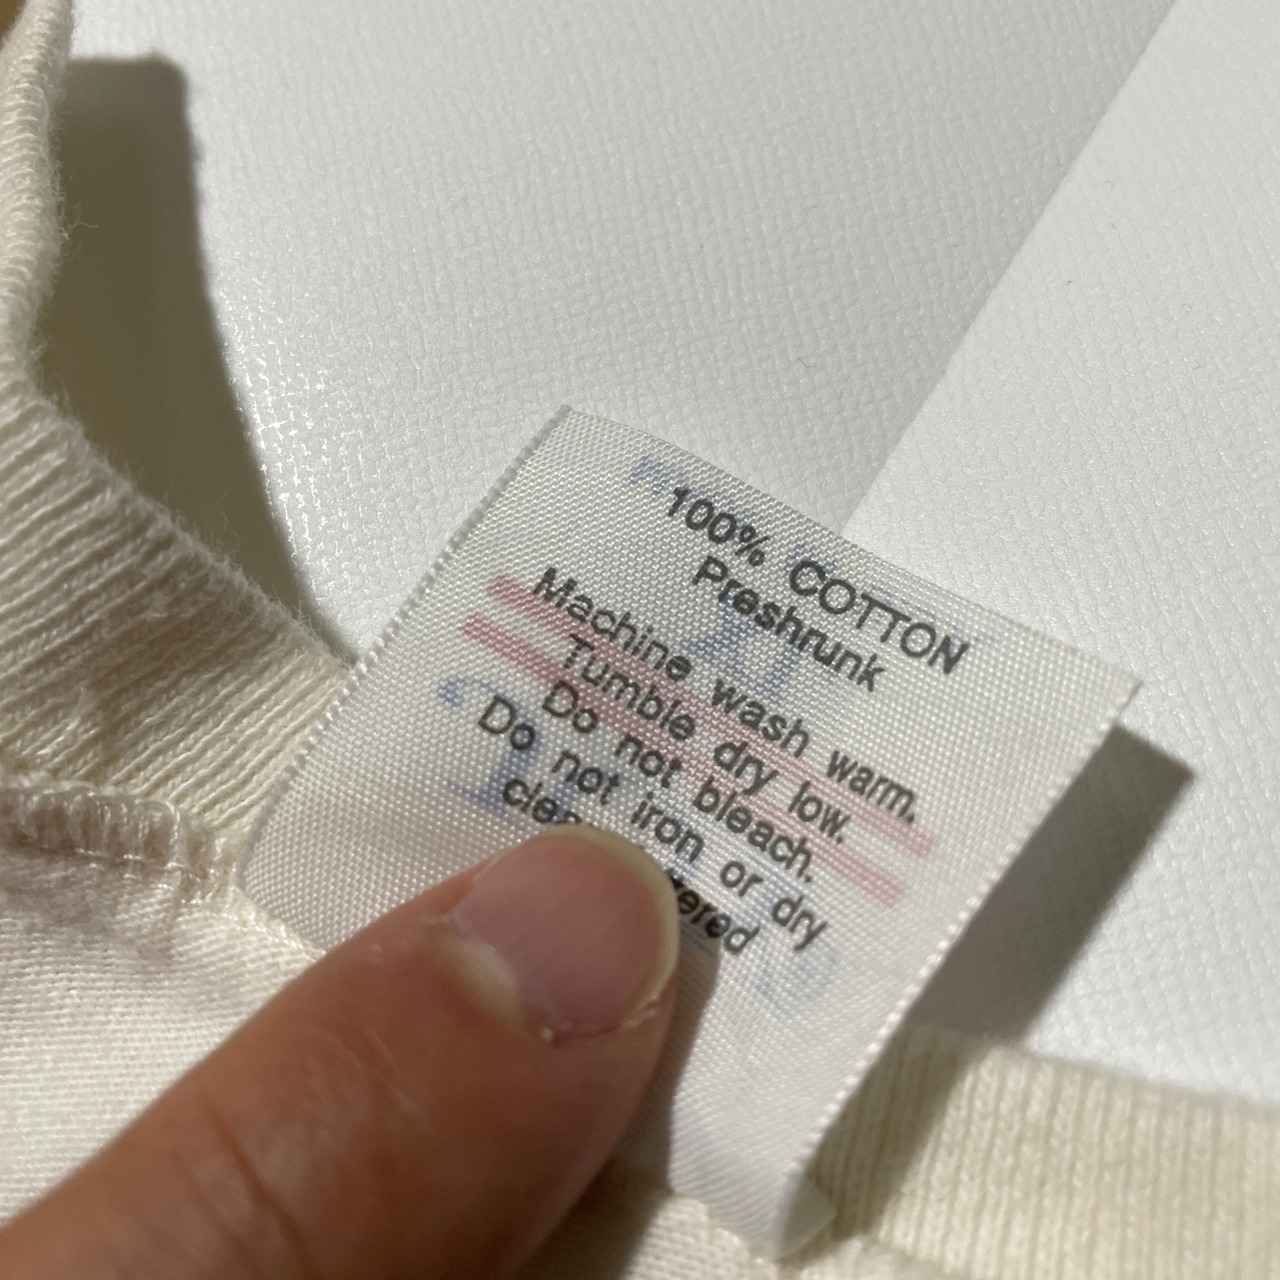 100% COTTON
Preshrunk
Machine wash warm.
Tumble dry low.
Do not bleach.
Do not iron or dry